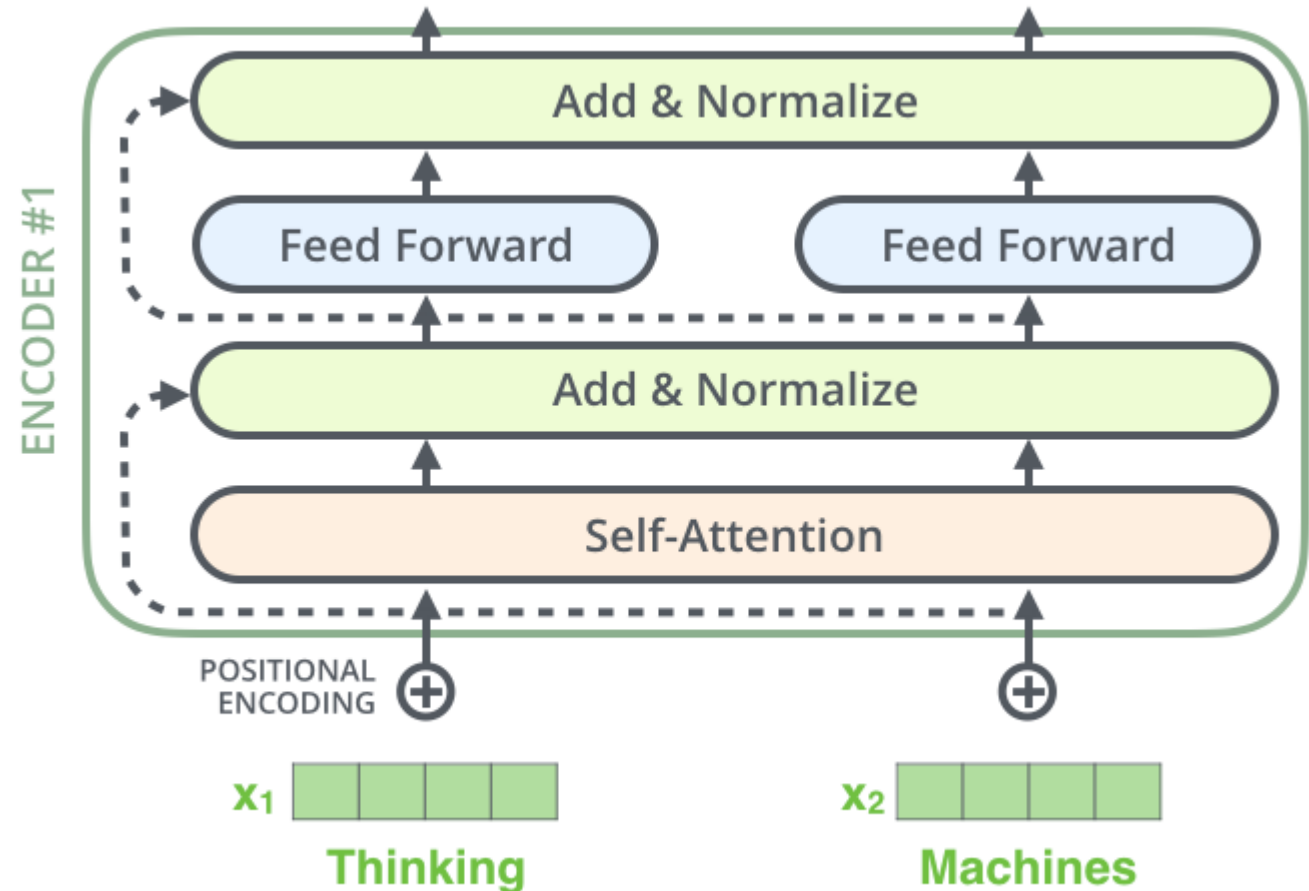 Add & Normalize
Feed Forward
Feed Forward
ENCODER #1
Add & Normalize
Self-Attention
POSITIONAL
ENCODING
x₁
x₂
Thinking
Machines